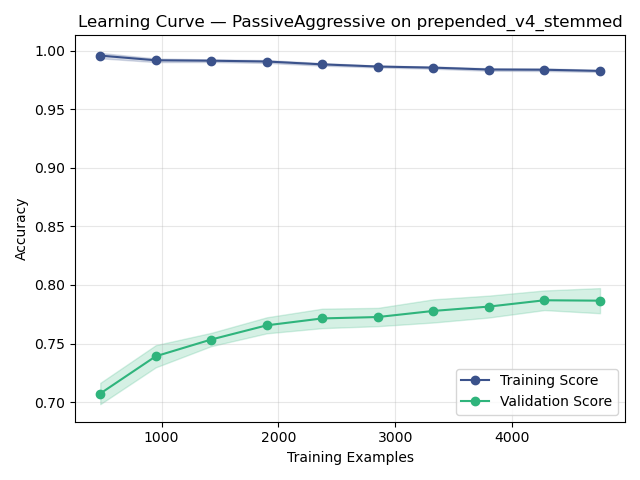 Learning Curve — PassiveAggressive on prepended_v4_stemmed
1.00
0.95
0.90
0.85
0.80
0.75
0.70
Accuracy
1000
2000
3000
4000
Training Examples
Training Score
Validation Score